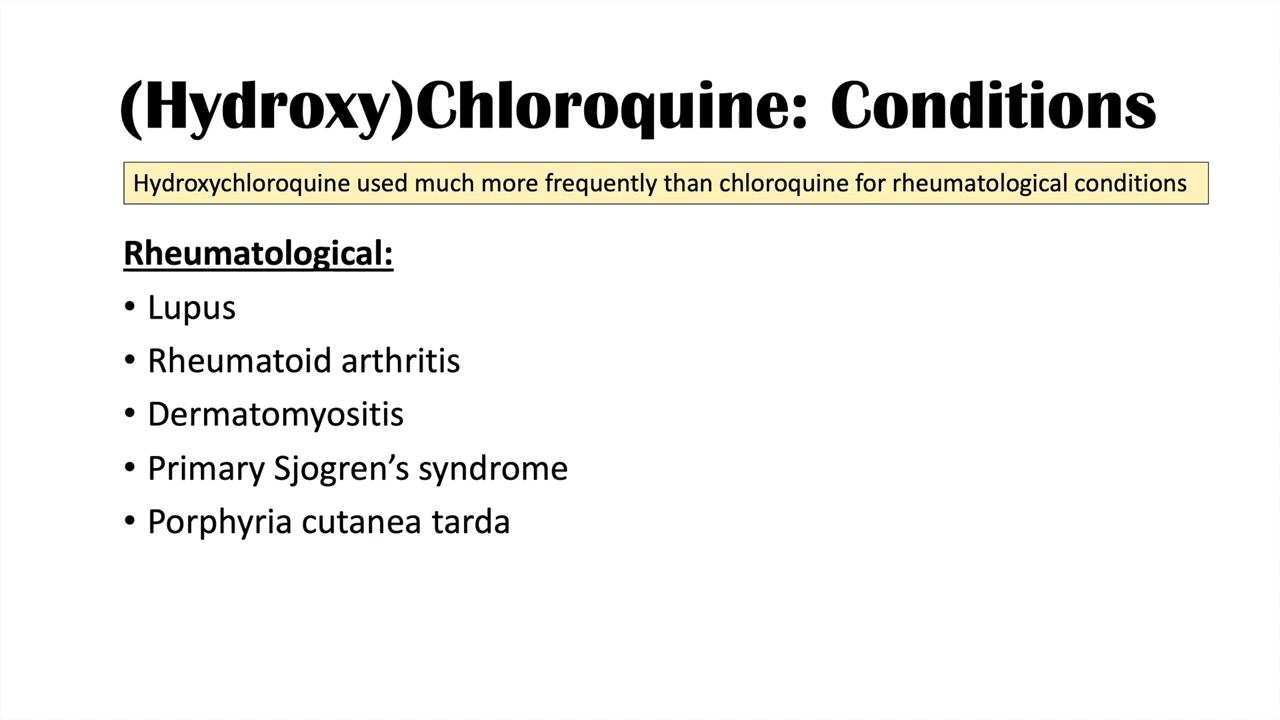 (Hydroxy)Chloroquine: Conditions
Hydroxychloroquine used much more frequently than chloroquine for rheumatological conditions
Rheumatological:
• Lupus
• Rheumatoid arthritis
• Dermatomyositis
• Primary Sjogren’s syndrome
• Porphyria cutanea tarda